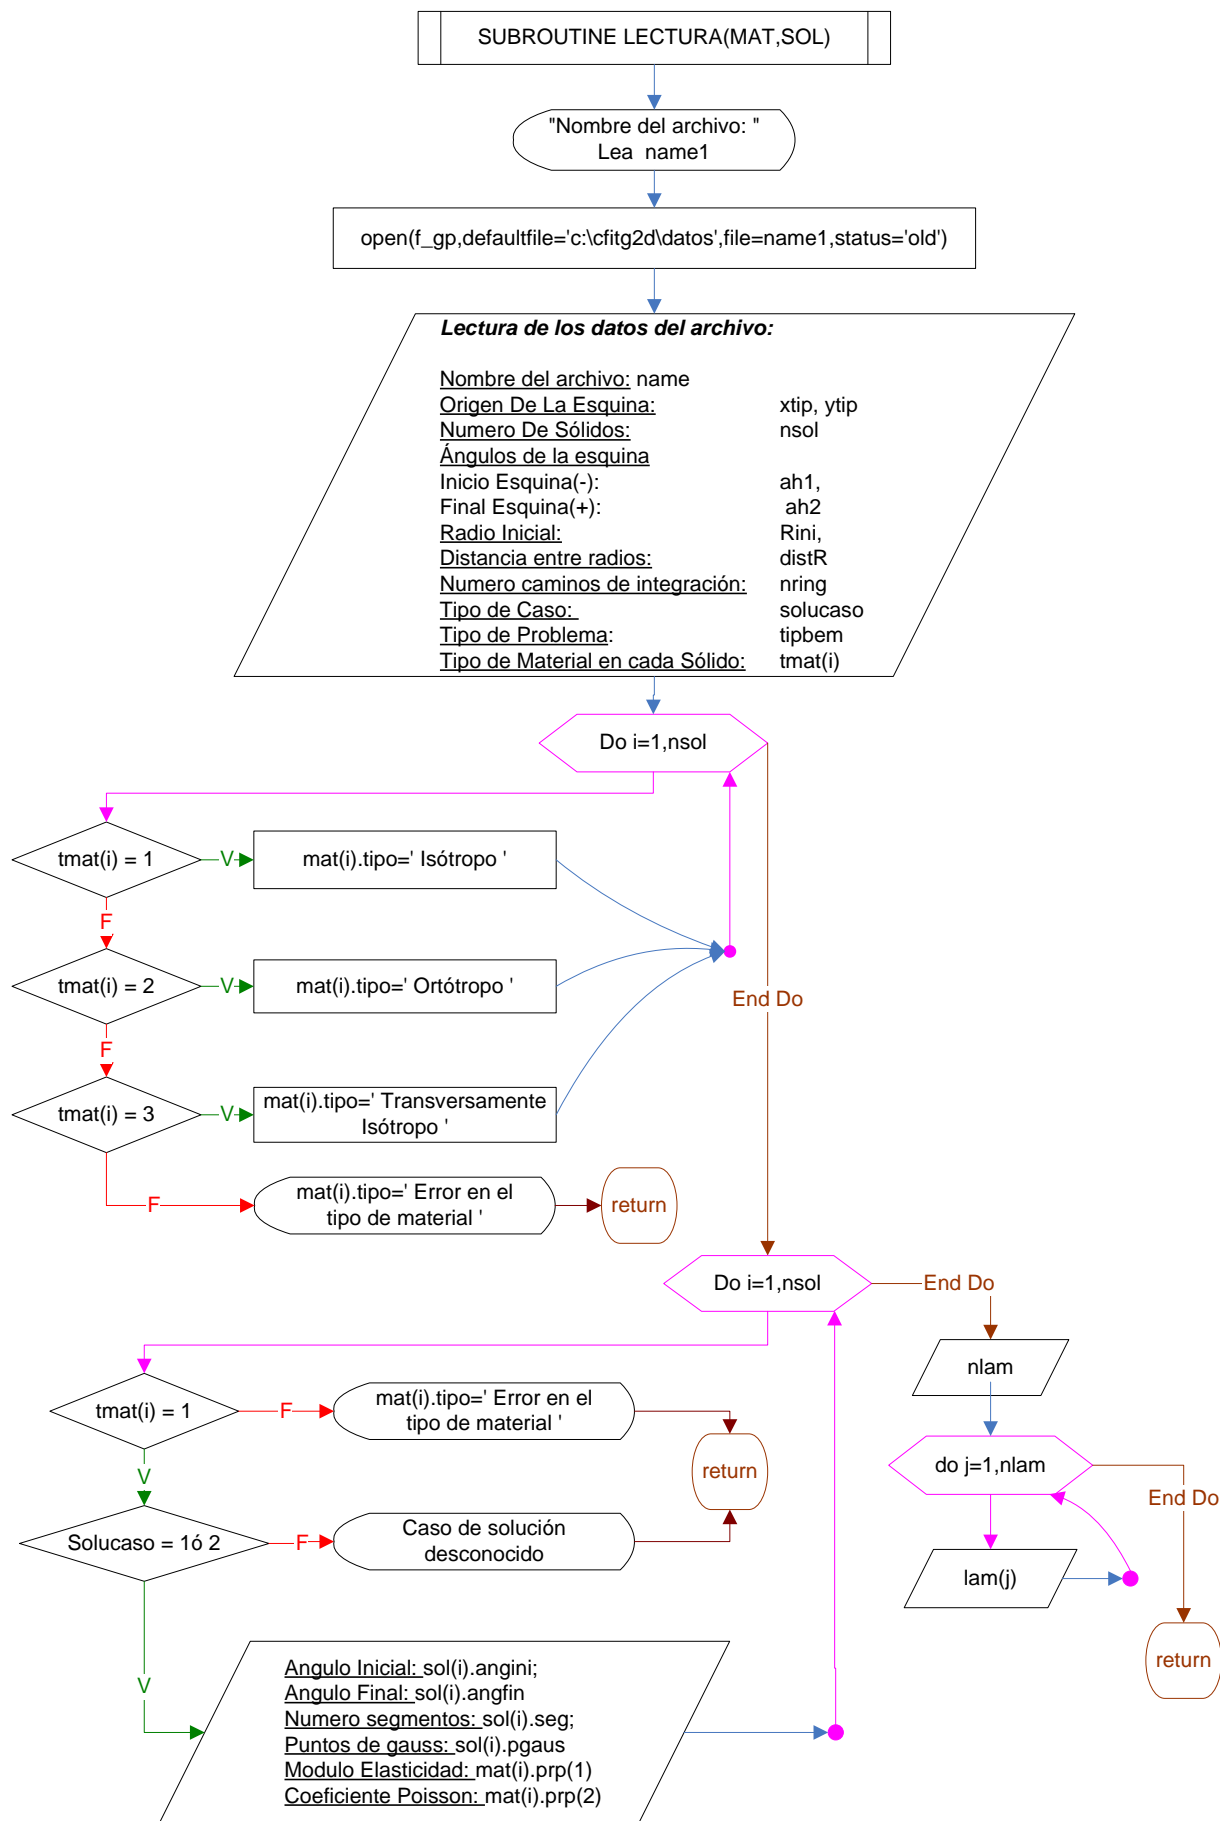 SUBROUTINE LECTURA(MAT,SOL)
"Nombre del archivo: "
Lea  name1
open(f_gp,defaultfile='c:\cfitg2d\datos',file=name1,status='old')
Lectura de los datos del archivo:
Nombre del archivo: name
Origen De La Esquina: xtip, ytip
Numero De Sólidos: nsol
Ángulos de la esquina
Inicio Esquina(-): ah1,
Final Esquina(+): ah2
Radio Inicial: Rini,
Distancia entre radios: distR
Numero caminos de integración: nring
Tipo de Caso: solucaso
Tipo de Problema: tipbem
Tipo de Material en cada Sólido: tmat(i)
Do i=1,nsol
tmat(i) = 1
V
mat(i).tipo=' Isótropo '
F
tmat(i) = 2
V
mat(i).tipo=' Ortótropo '
End Do
F
tmat(i) = 3
V
mat(i).tipo=' Transversamente
Isótropo '
F
mat(i).tipo=' Error en el
tipo de material '
return
Do i=1,nsol
End Do
nlam
tmat(i) = 1
F
mat(i).tipo=' Error en el
tipo de material '
return
do j=1,nlam
End Do
V
Solucaso = 1ó 2
F
Caso de solución
desconocido
lam(j)
return
V
Angulo Inicial: sol(i).angini;
Angulo Final: sol(i).angfin
Numero segmentos: sol(i).seg;
Puntos de gauss: sol(i).pgaus
Modulo Elasticidad: mat(i).prp(1)
Coeficiente Poisson: mat(i).prp(2)